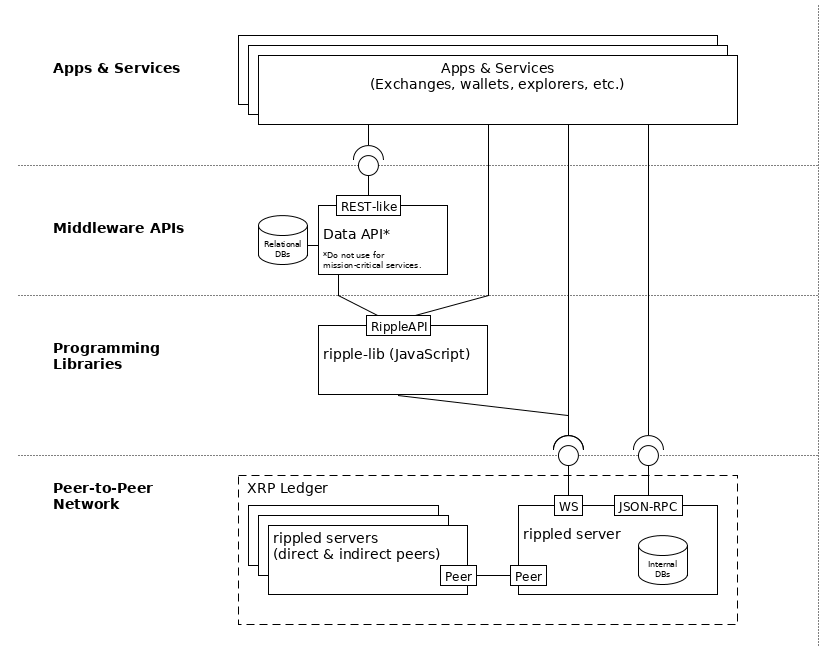 Apps & Services
Apps & Services
(Exchanges, wallets, explorers, etc.)
Middleware APIs
REST-like
Relational
DBs
Data API*
*Do not use for
mission-critical services.
Programming
Libraries
RippleAPI
ripple-lib (JavaScript)
Peer-to-Peer
Network
XRP Ledger
WS
JSON-RPC
rippled servers
(direct & indirect peers)
Peer
Peer
rippled server
Internal
DBs